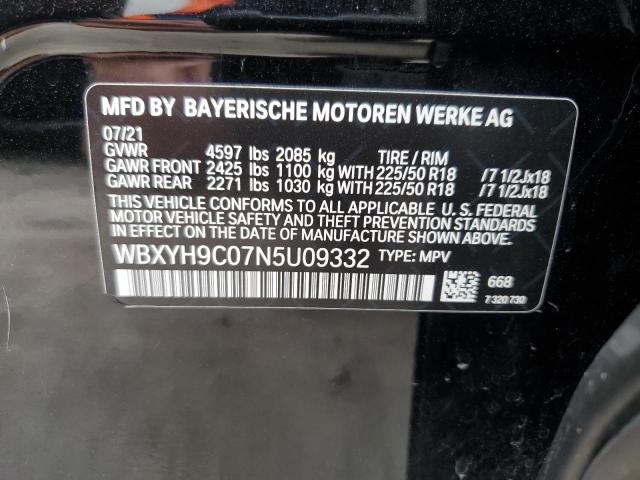 MFD BY BAYERISCHE MOTOREN WERKE AG
07/21
GVWR 4597 lbs 2085 kg TIRE / RIM
GAWR FRONT 2425 lbs 1100 kg WITH 225/50 R18 /7 1/2Jx18
GAWR REAR 2271 lbs 1030 kg WITH 225/50 R18 /7 1/2Jx18
THIS VEHICLE CONFORMS TO ALL APPLICABLE U. S. FEDERAL
MOTOR VEHICLE SAFETY AND THEFT PREVENTION STANDARDS
IN EFFECT ON THE DATE OF MANUFACTURE SHOWN ABOVE.
WBXYH9C07N5U09332 TYPE: MPV
668
7 320 730